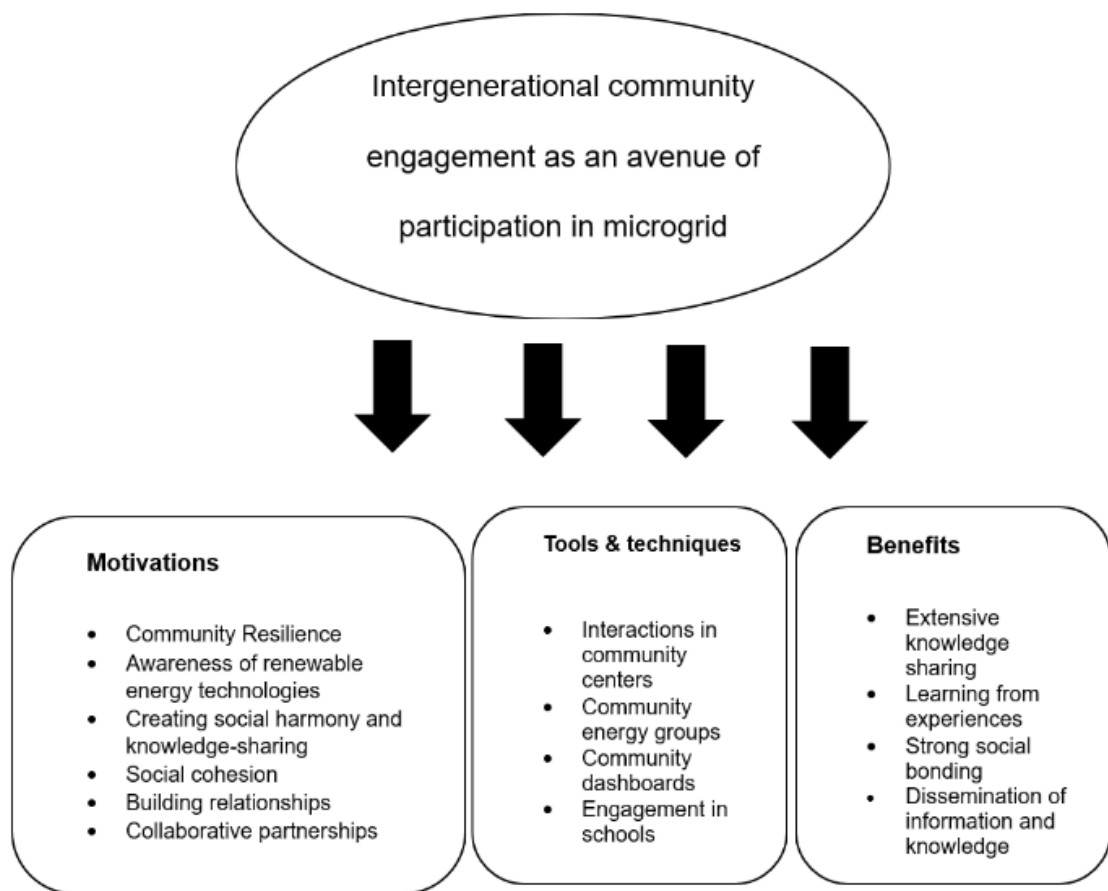 Intergenerational community
engagement as an avenue of
participation in microgrid
Motivations
• Community Resilience
• Awareness of renewable
energy technologies
• Creating social harmony and
knowledge-sharing
• Social cohesion
• Building relationships
• Collaborative partnerships
Tools & techniques
• Interactions in
community
centers
• Community
energy groups
• Community
dashboards
• Engagement in
schools
Benefits
• Extensive
knowledge
sharing
• Learning from
experiences
• Strong social
bonding
• Dissemination of
information and
knowledge